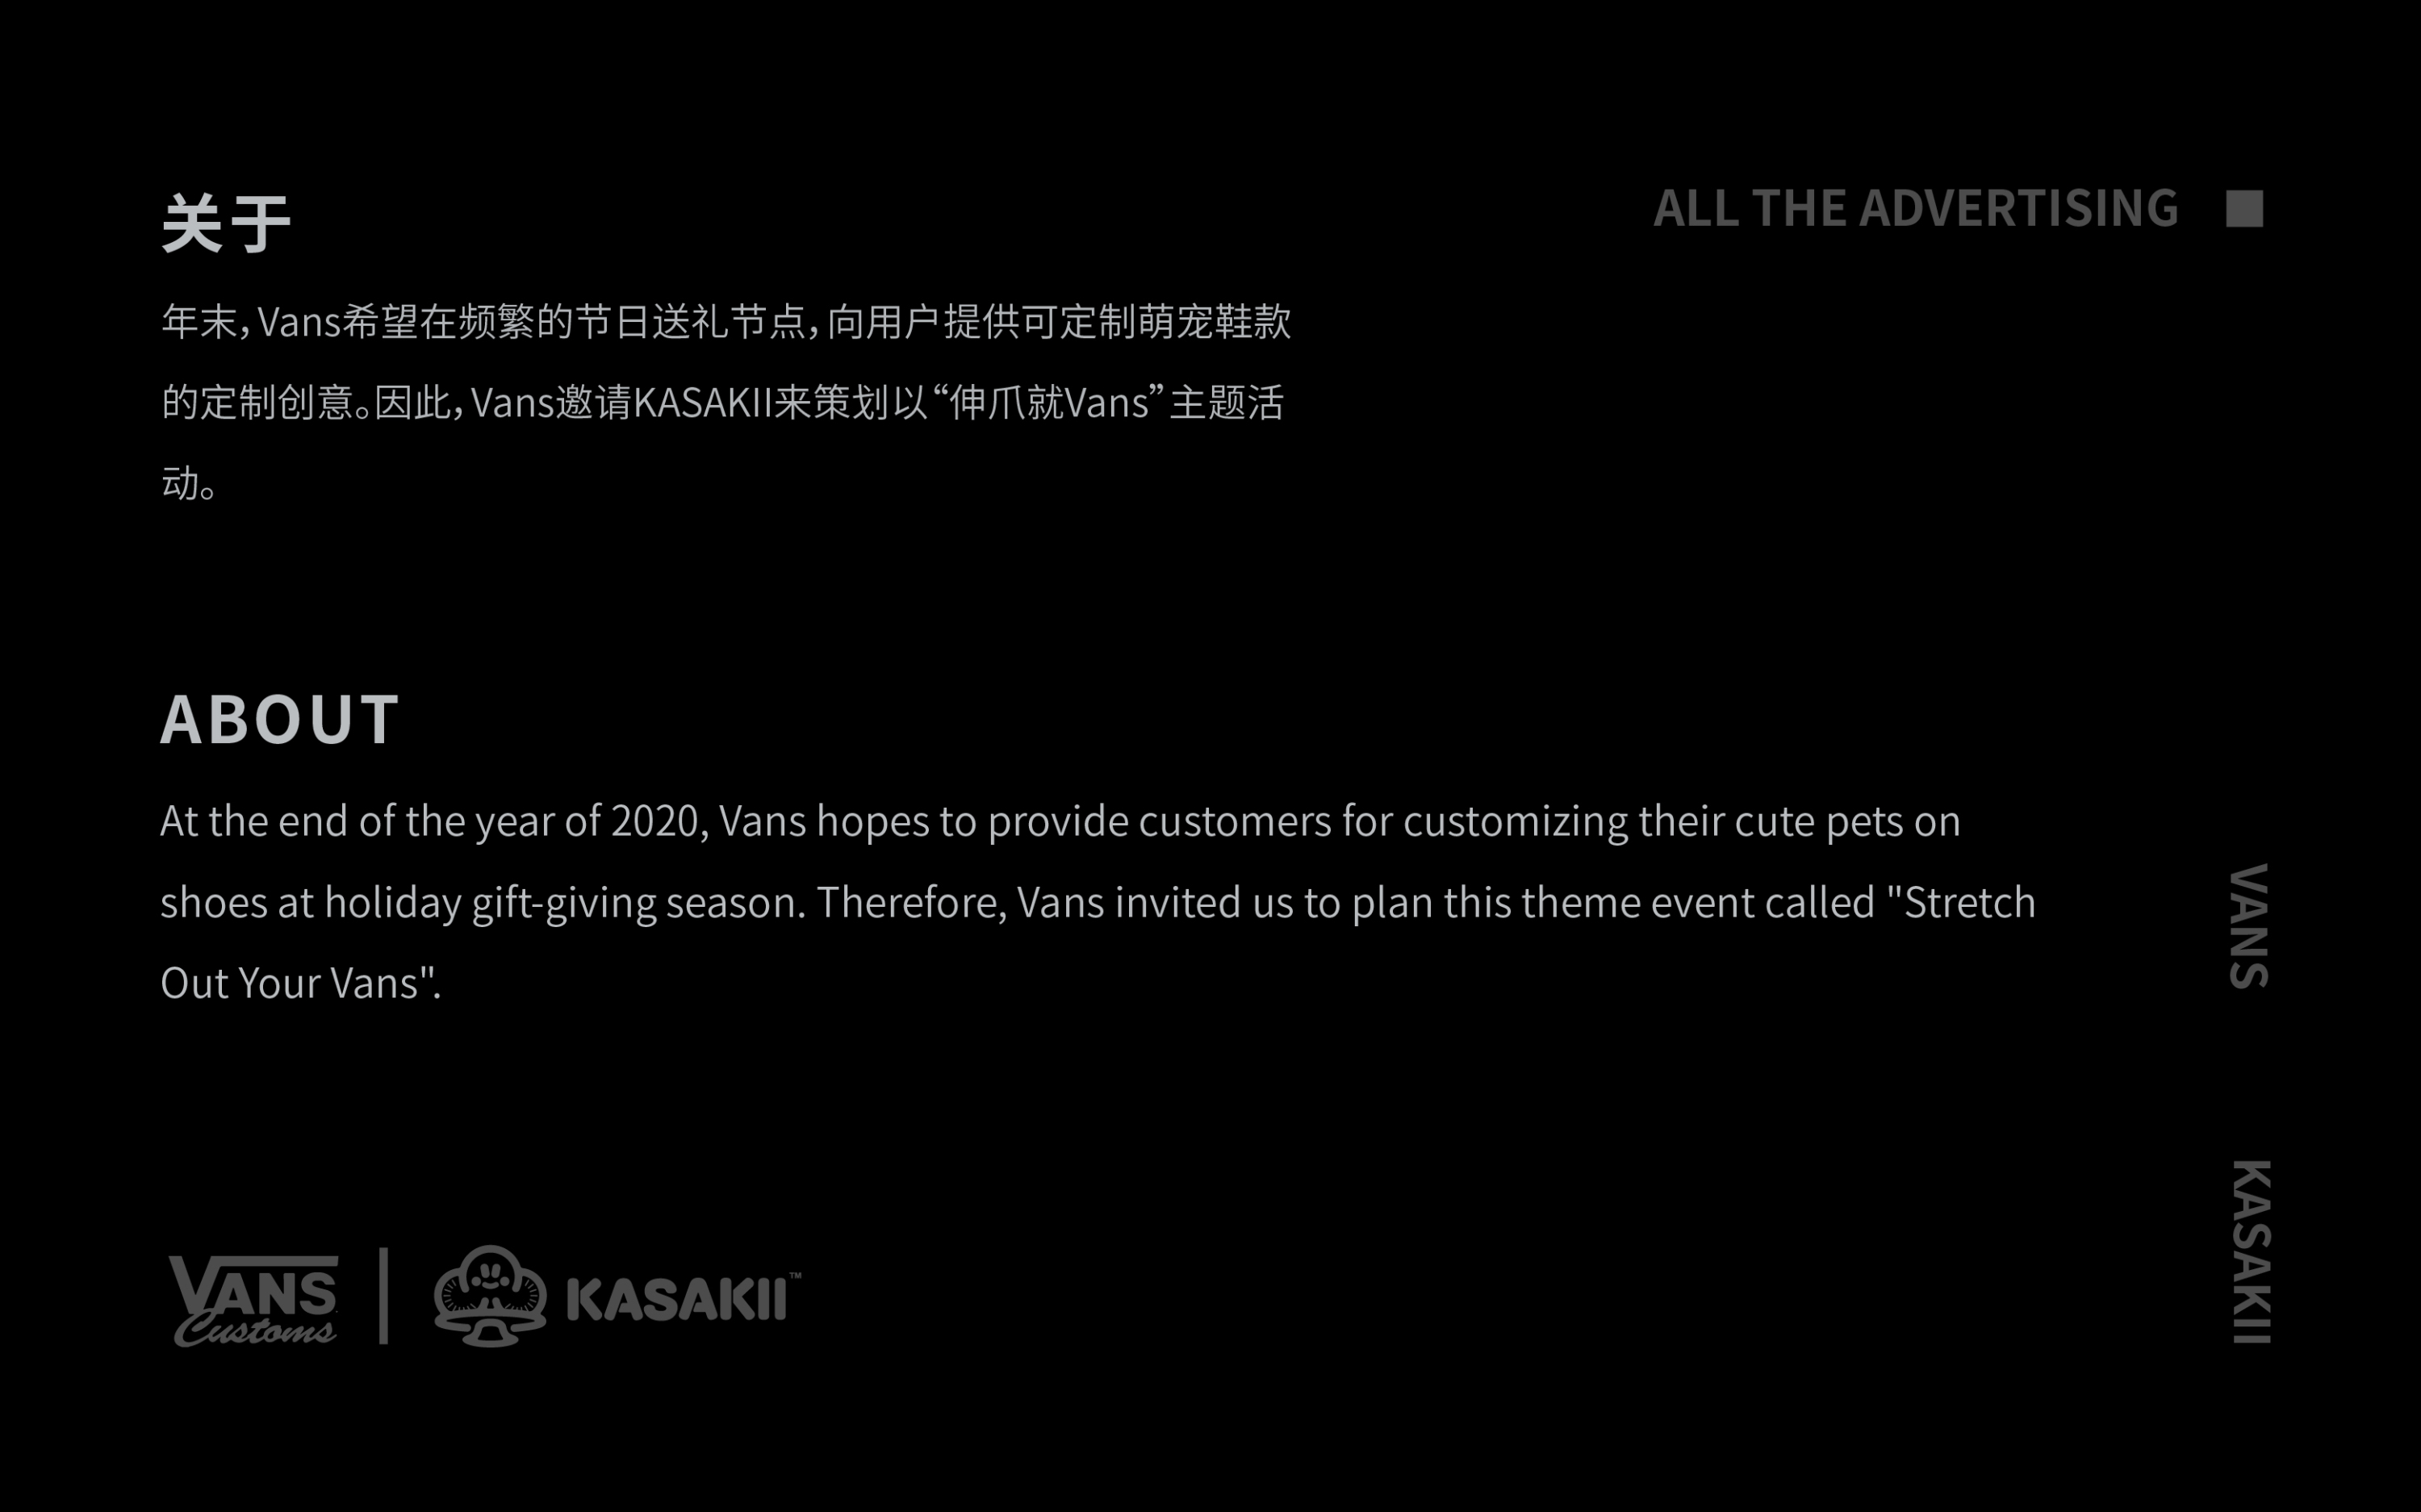 关于
ALL THE ADVERTISING
年末，Vans希望在频繁的节日送礼节点，向用户提供可定制萌宠鞋款
的定制创意。因此，Vans邀请KASAKII来策划以“伸爪就Vans”主题活
动。
ABOUT
At the end of the year of 2020, Vans hopes to provide customers for customizing their cute pets on
shoes at holiday gift-giving season. Therefore, Vans invited us to plan this theme event called "Stretch
Out Your Vans".
VANS
KASAKII
VANS
Customs
KASAKII™